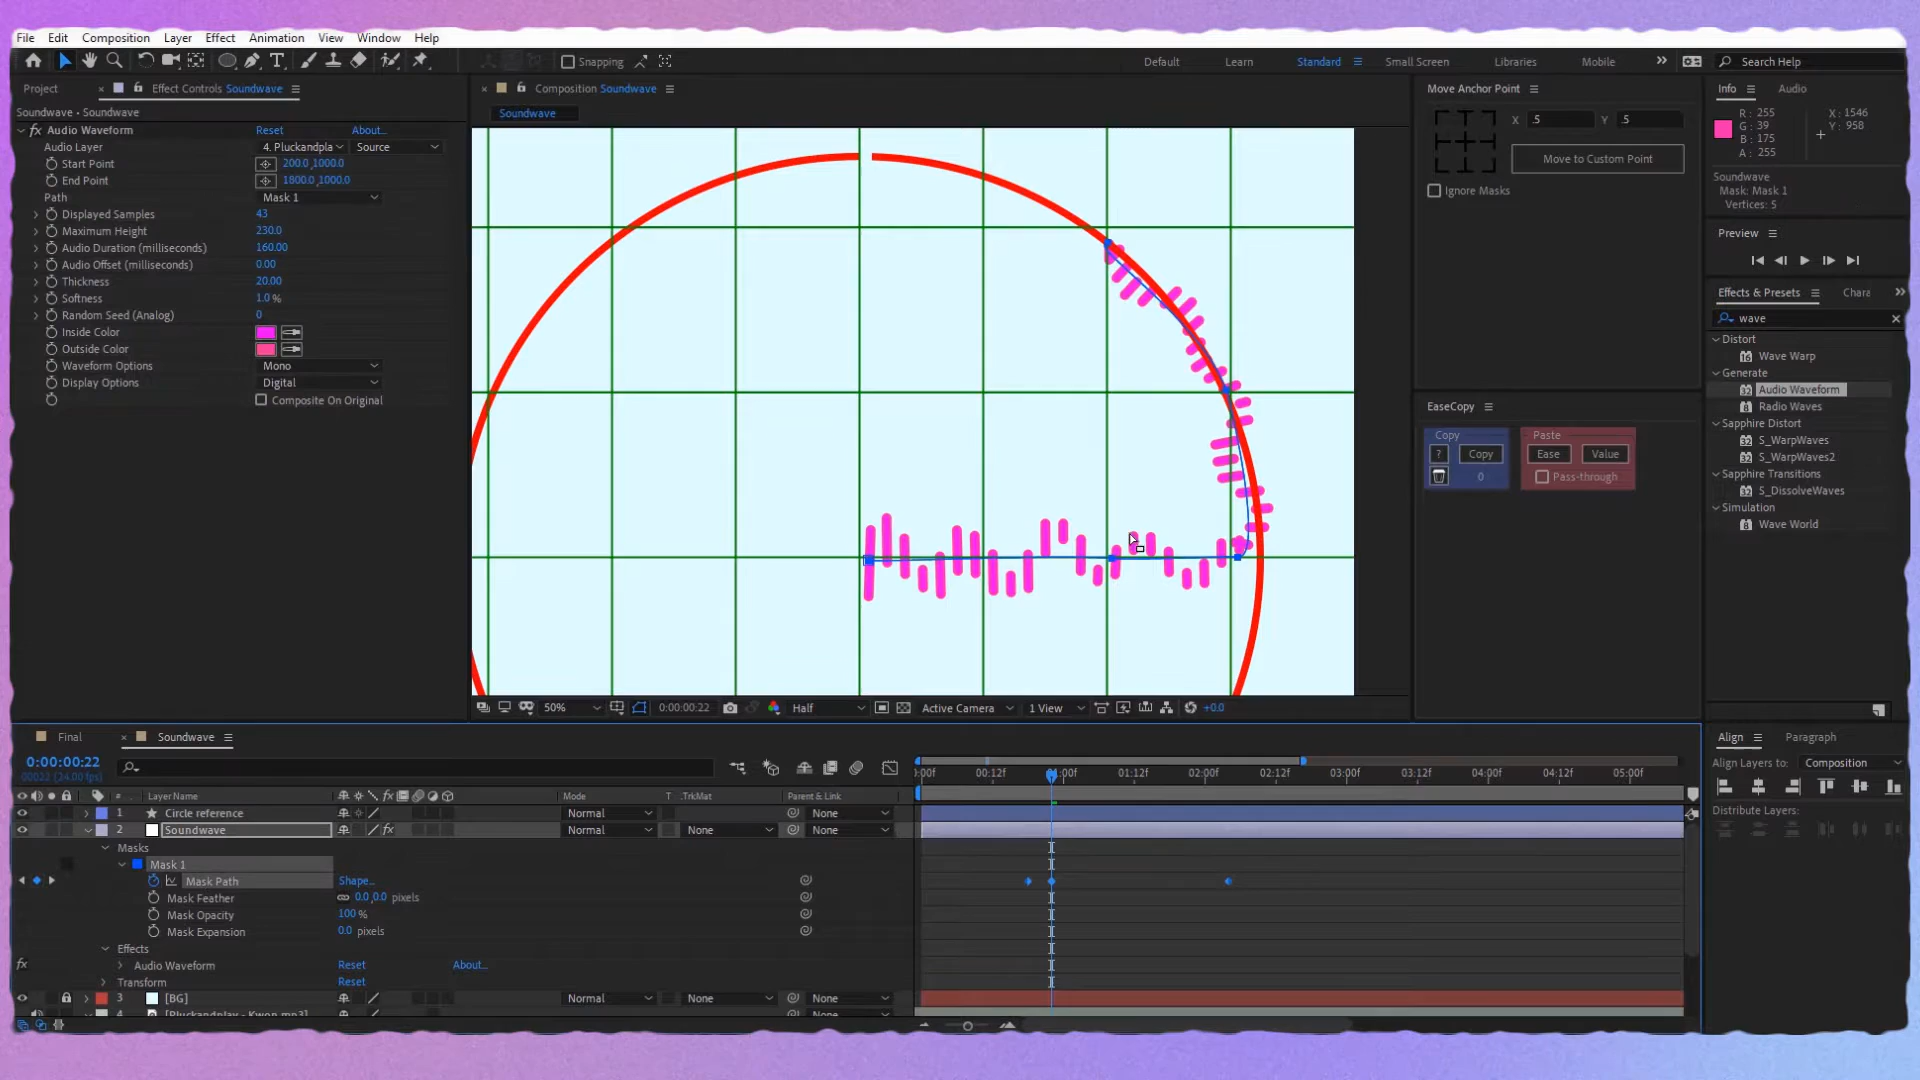 File Edit Composition Layer Effect Animation View Window Help
Snapping
Default Learn Standard Small Screen Libraries Mobile
Search Help
Project Effect Controls Soundwave
Soundwave • Soundwave
fx Audio Waveform Reset About...
Audio Layer 4. Pluckandpla Source
Start Point 200.0,1000.0
End Point 1800.0,1000.0
Path Mask 1
Displayed Samples 43
Maximum Height 230.0
Audio Duration (milliseconds) 160.00
Audio Offset (milliseconds) 0.00
Thickness 20.00
Softness 1.0 %
Random Seed (Analog) 0
Inside Color
Outside Color
Waveform Options Mono
Display Options Digital
Composite On Original
Composition Soundwave
Soundwave
50% 0:00:00:22 Half Active Camera 1 View +0.0
Move Anchor Point
X .5 Y .5
Move to Custom Point
Ignore Masks
EaseCopy
Copy Paste
? Copy Ease Value
0 Pass-through
Info Audio
R : 255 X : 1546
G : 39 Y : 958
B : 175
A : 255
Soundwave
Mask: Mask 1
Vertices: 5
Preview
Effects & Presets Chara
wave
Distort
Wave Warp
Generate
Audio Waveform
Radio Waves
Sapphire Distort
S_WarpWaves
S_WarpWaves2
Sapphire Transitions
S_DissolveWaves
Simulation
Wave World
Align Paragraph
Align Layers to: Composition
Distribute Layers:
Final Soundwave
0:00:00:22
00022 (24.00 fps)
:00f 00:12f 01:00f 01:12f 02:00f 02:12f 03:00f 03:12f 04:00f 04:12f 05:00f
# Layer Name Mode T .TrkMat Parent & Link
1 Circle reference Normal None
2 Soundwave Normal None None
Masks
Mask 1
Mask Path Shape...
Mask Feather 0.0,0.0 pixels
Mask Opacity 100 %
Mask Expansion 0.0 pixels
Effects
fx Audio Waveform Reset About...
Transform Reset
3 [BG] Normal None None
4 [Pluckandplay - Kwon.mp3] None